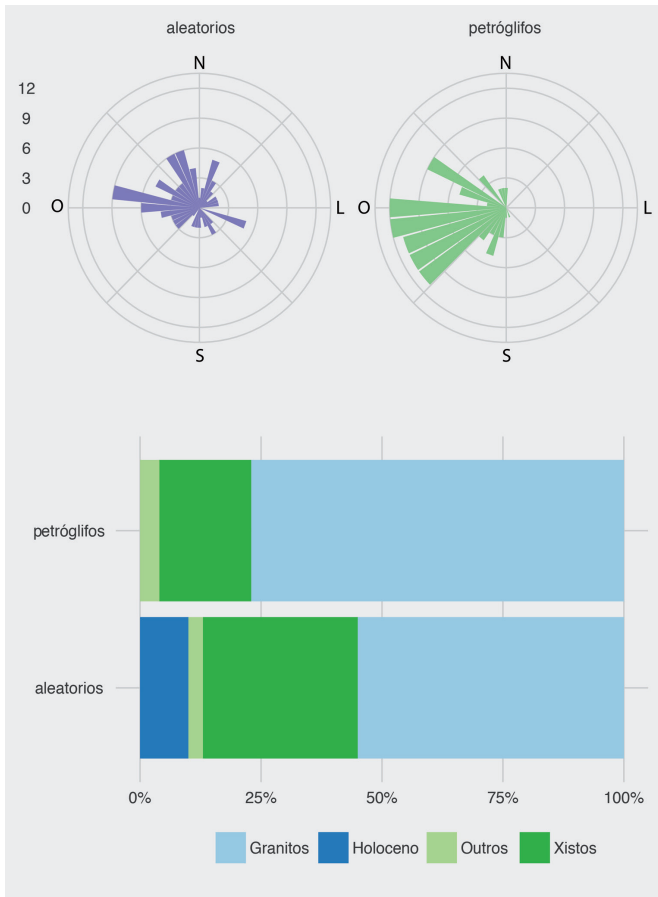 aleatorios petróglifos
N N
12
9
6
3
0 O L O L
S S
petróglifos
aleatorios
0% 25% 50% 75% 100%
Granitos Holoceno Outros Xistos